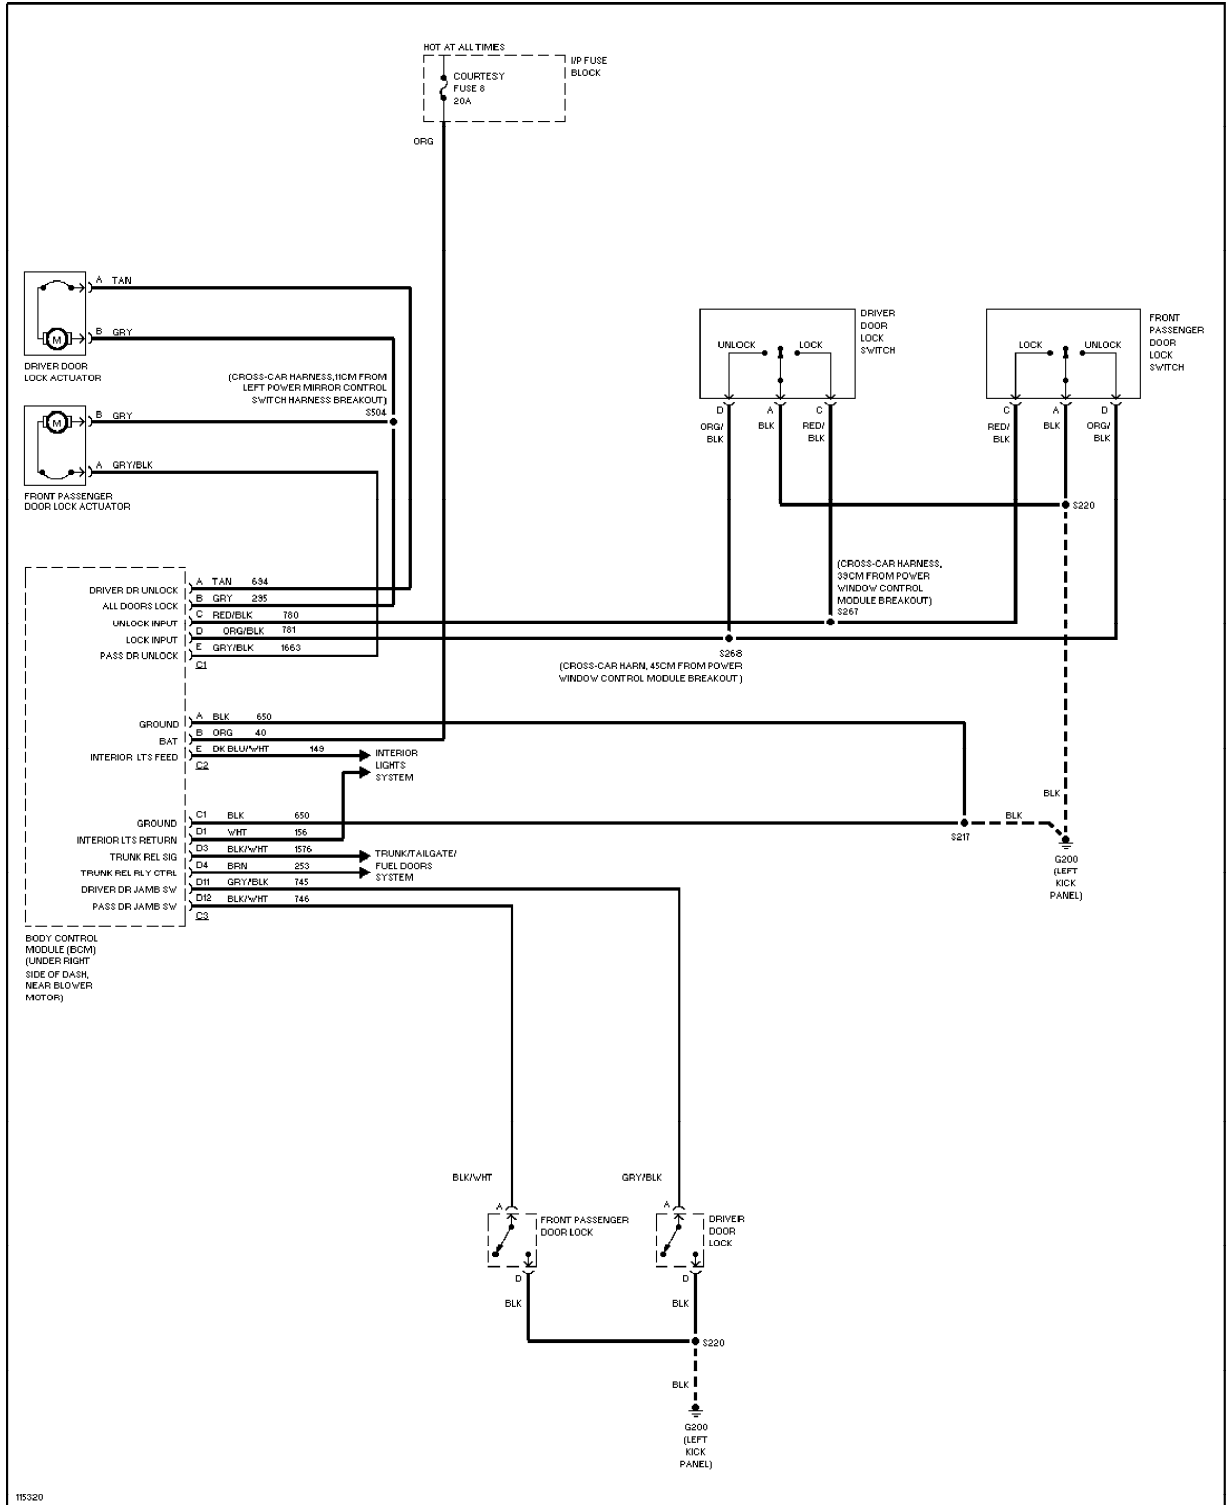 HOT AT ALL TIMES
I/P FUSE
BLOCK
COURTESY
FUSE 8
20A
ORG
A TAN
B GRY
DRIVER DOOR
LOCK ACTUATOR
(CROSS-CAR HARNESS,11CM FROM
LEFT POWER MIRROR CONTROL
SWITCH HARNESS BREAKOUT)
S504
B GRY
A GRY/BLK
FRONT PASSENGER
DOOR LOCK ACTUATOR
UNLOCK LOCK
DRIVER
DOOR
LOCK
SWITCH
D A C
ORG/
BLK
BLK
RED/
BLK
LOCK UNLOCK
FRONT
PASSENGER
DOOR
LOCK
SWITCH
C A D
RED/
BLK
BLK
ORG/
BLK
S220
(CROSS-CAR HARNESS,
39CM FROM POWER
WINDOW CONTROL
MODULE BREAKOUT)
S267
S268
(CROSS-CAR HARN, 45CM FROM POWER
WINDOW CONTROL MODULE BREAKOUT)
DRIVER DR UNLOCK A TAN 694
ALL DOORS LOCK B GRY 295
UNLOCK INPUT C RED/BLK 780
LOCK INPUT D ORG/BLK 781
PASS DR UNLOCK E GRY/BLK 1663
C1
GROUND A BLK 650
BAT B ORG 40
INTERIOR LTS FEED E DK BLU/WHT 149
C2
INTERIOR
LIGHTS
SYSTEM
GROUND C1 BLK 650
INTERIOR LTS RETURN D1 WHT 156
TRUNK REL SIG D3 BLK/WHT 1576
TRUNK REL RLY CTRL D4 BRN 253
DRIVER DR JAMB SW D11 GRY/BLK 745
PASS DR JAMB SW D12 BLK/WHT 746
C3
TRUNK/TAILGATE/
FUEL DOORS
SYSTEM
BODY CONTROL
MODULE (BCM)
(UNDER RIGHT
SIDE OF DASH,
NEAR BLOWER
MOTOR)
BLK
BLK
S217
G200
(LEFT
KICK
PANEL)
BLK/WHT
GRY/BLK
A
FRONT PASSENGER
DOOR LOCK
D
BLK
A
DRIVER
DOOR
LOCK
D
BLK
S220
BLK
G200
(LEFT
KICK
PANEL)
115320